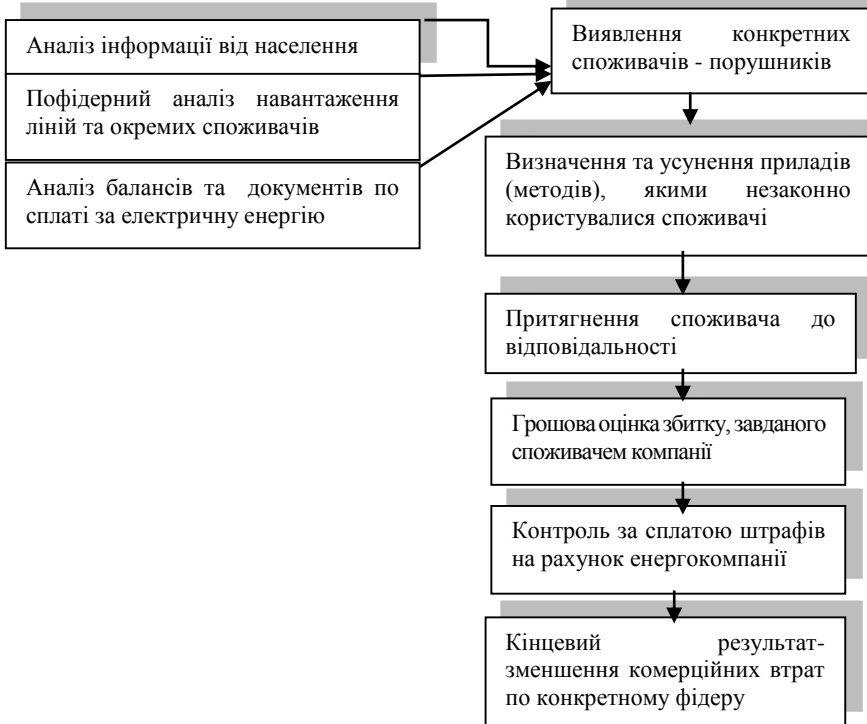 Аналіз інформації від населення
Пофідерний аналіз навантаження
ліній та окремих споживачів
Аналіз балансів та документів по
сплаті за електричну енергію
Виявлення конкретних
споживачів - порушників
Визначення та усунення приладів
(методів), якими незаконно
користувалися споживачі
Притягнення споживача до
відповідальності
Грошова оцінка збитку, завданого
споживачем компанії
Контроль за сплатою штрафів
на рахунок енергокомпанії
Кінцевий результат-
зменшення комерційних втрат
по конкретному фідеру